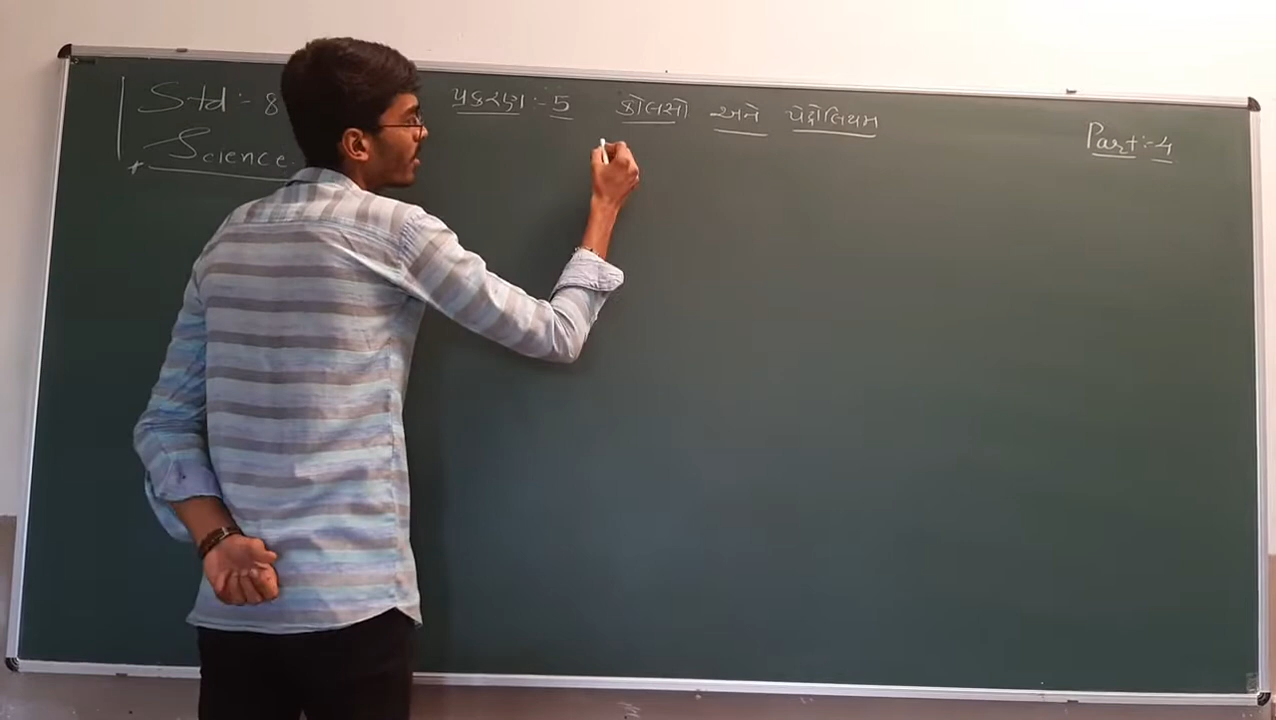 Std :- 8 પ્રકરણ :- 5 કોલસો અને પેટ્રોલિયમ
Science. Part :- 4